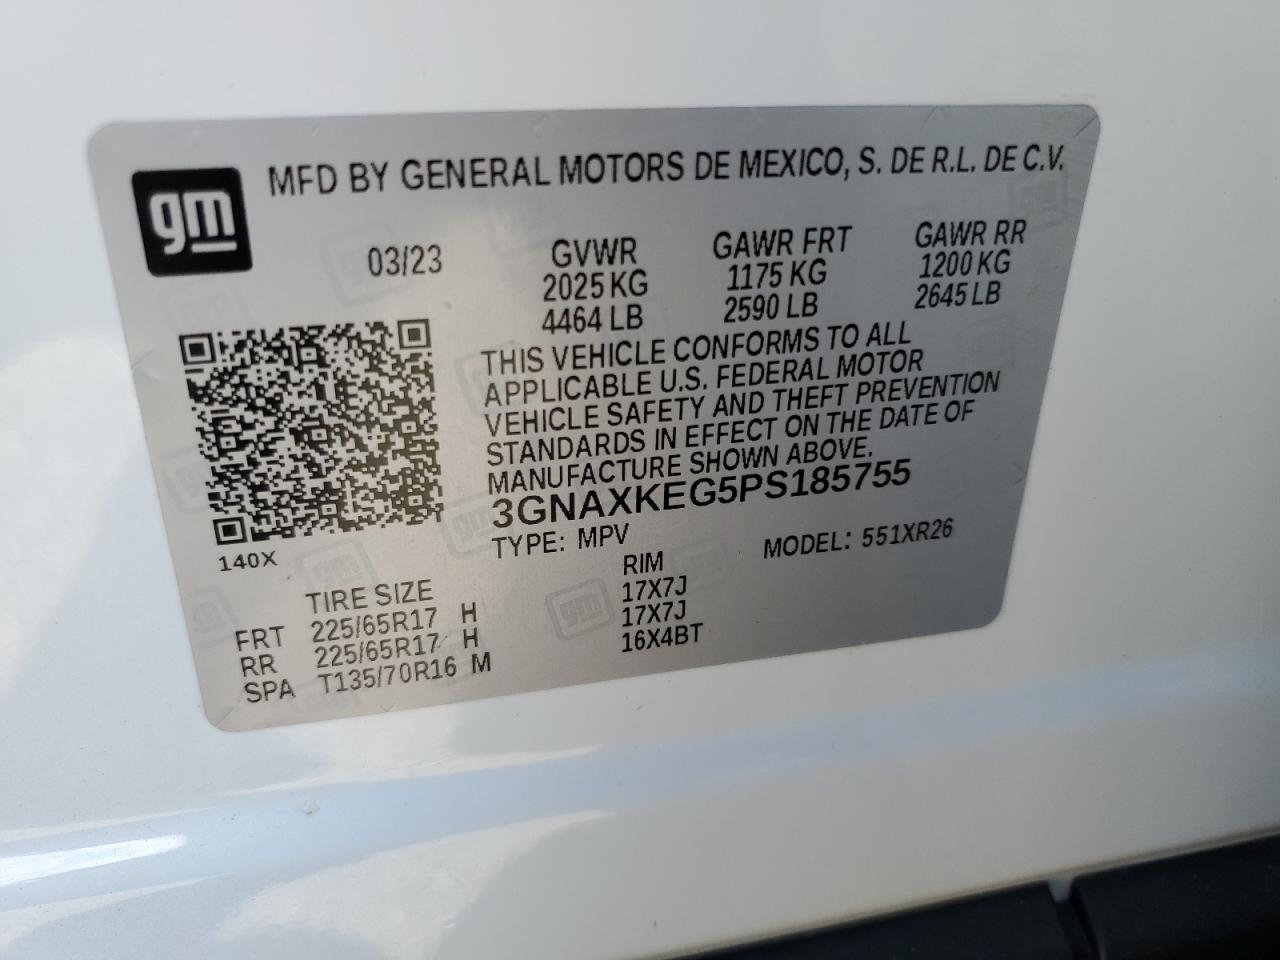 gm
MFD BY GENERAL MOTORS DE MEXICO, S. DE R.L. DE C.V.
03/23 GVWR GAWR FRT GAWR RR
2025 KG 1175 KG 1200 KG
4464 LB 2590 LB 2645 LB
THIS VEHICLE CONFORMS TO ALL
APPLICABLE U.S. FEDERAL MOTOR
VEHICLE SAFETY AND THEFT PREVENTION
STANDARDS IN EFFECT ON THE DATE OF
MANUFACTURE SHOWN ABOVE.
3GNAXKEG5PS185755
140X
TYPE: MPV MODEL: 551XR26
TIRE SIZE RIM
FRT 225/65R17 H 17X7J
RR 225/65R17 H 17X7J
SPA T135/70R16 M 16X4BT